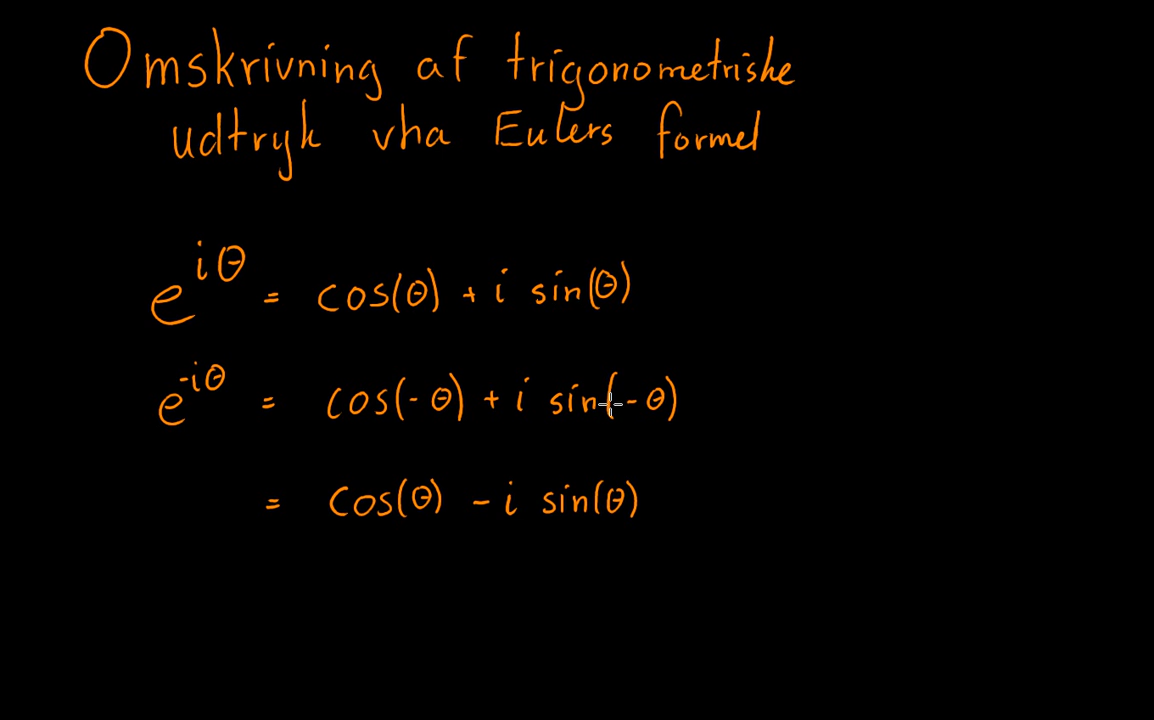 Omskrivning af trigonometriske
udtryk vha Eulers formel
e^{iθ} = cos(θ) + i sin(θ)
e^{-iθ} = cos(-θ) + i sin(-θ)
= cos(θ) - i sin(θ)